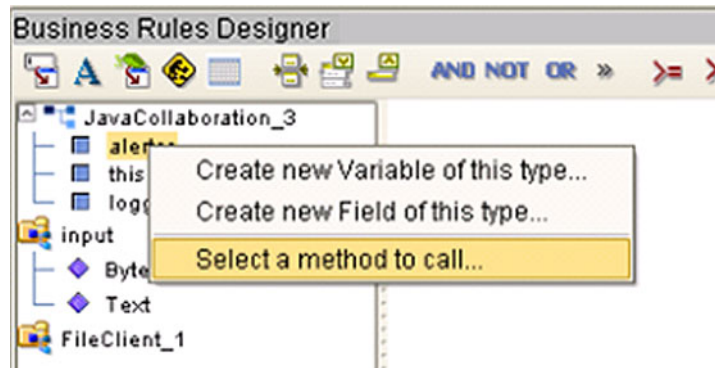 Business Rules Designer
A AND NOT OR » >=
JavaCollaboration_3
Create new Variable of this type...
this
Create new Field of this type...
input
Select a method to call...
Text
FileClient_1